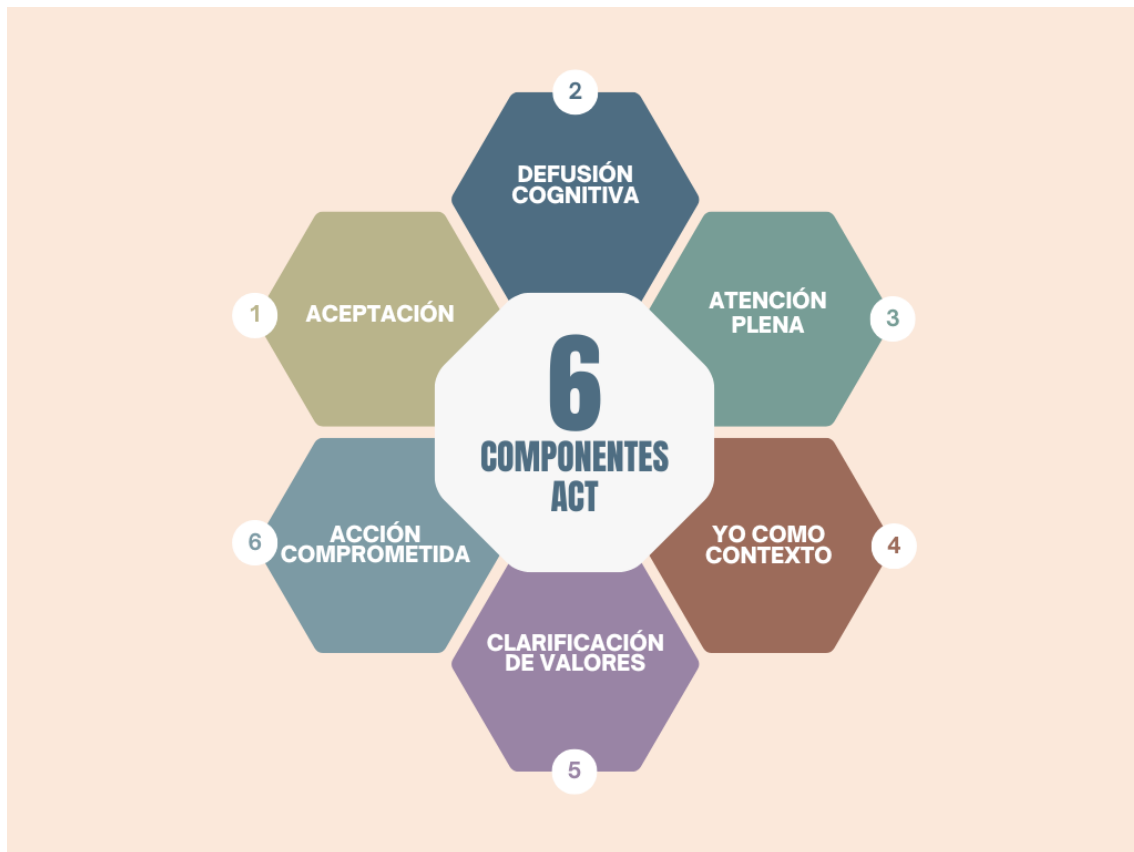 6
COMPONENTES
ACT
1
ACEPTACIÓN
2
DEFUSIÓN
COGNITIVA
3
ATENCIÓN
PLENA
4
YO COMO
CONTEXTO
5
CLARIFICACIÓN
DE VALORES
6
ACCIÓN
COMPROMETIDA